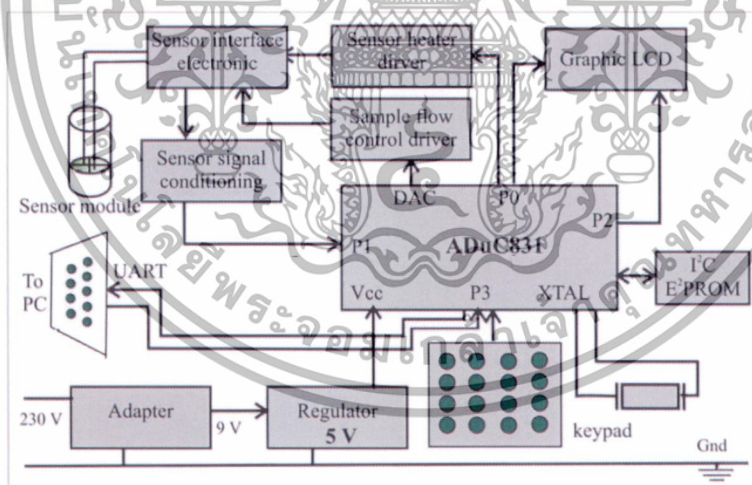 Sensor interface
electronic
Sensor heater
dirver
Graphic LCD
Sample flow
control driver
Sensor signal
conditioning
Sensor module
DAC
P0
P2
P1
ADuC831
I²C
E²PROM
To
PC
UART
Vcc
P3
XTAL
230 V
Adapter
9 V
Regulator
5 V
keypad
Gnd